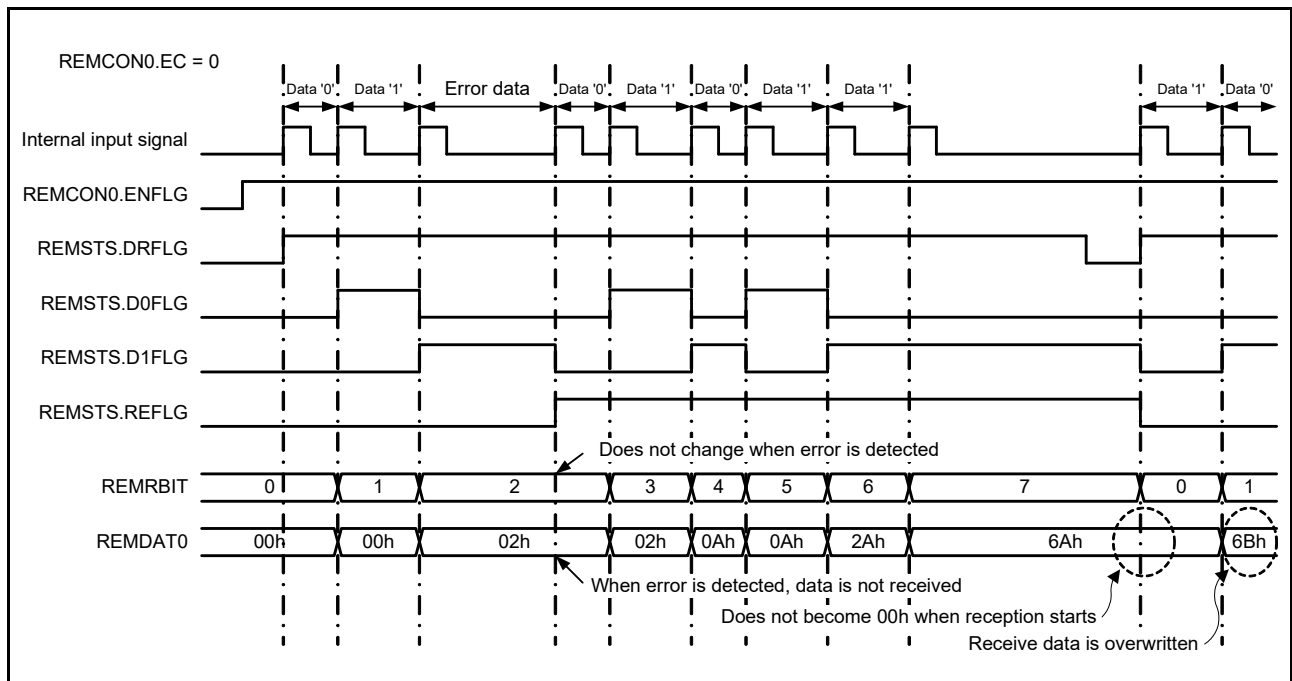 REMCON0.EC = 0
Data '0' Data '1' Error data Data '0' Data '1' Data '0' Data '1' Data '1' Data '1' Data '0'
Internal input signal
REMCON0.ENFLG
REMSTS.DRFLG
REMSTS.D0FLG
REMSTS.D1FLG
REMSTS.REFLG
Does not change when error is detected
REMRBIT 0 1 2 3 4 5 6 7 0 1
REMDAT0 00h 00h 02h 02h 0Ah 0Ah 2Ah 6Ah 6Bh
When error is detected, data is not received
Does not become 00h when reception starts
Receive data is overwritten